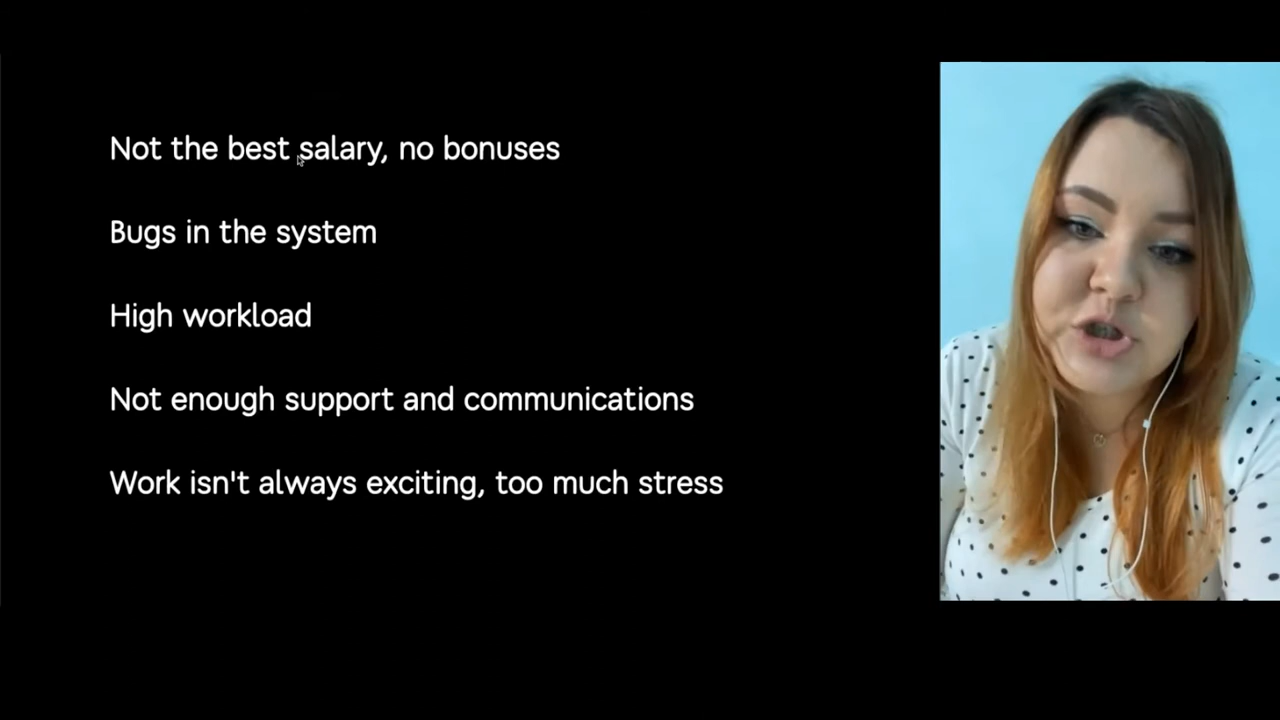 Not the best salary, no bonuses
Bugs in the system
High workload
Not enough support and communications
Work isn't always exciting, too much stress